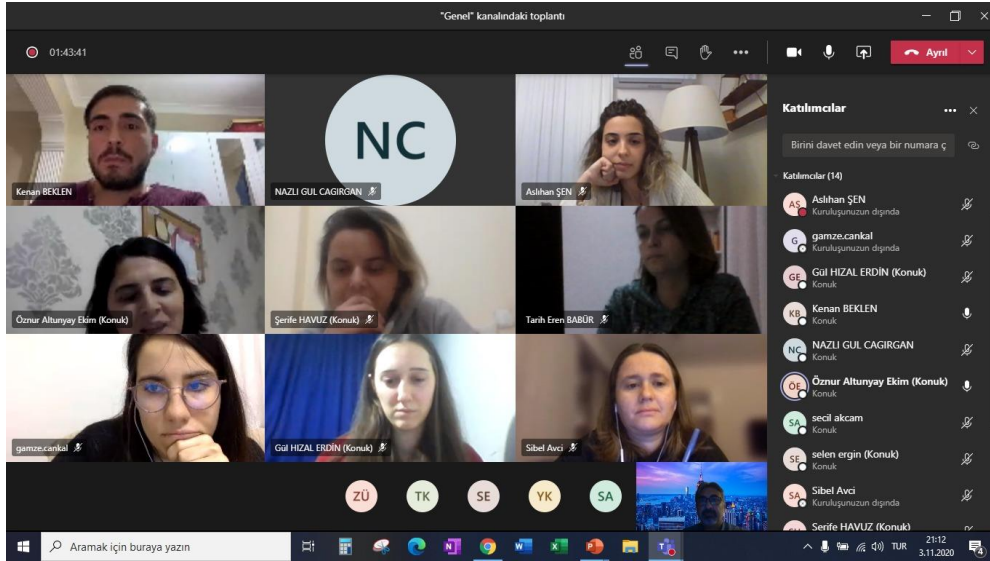 "Genel" kanalındaki toplantı
01:43:41
Ayrıl
Kenan BEKLEN
NC
NAZLI GUL CAGIRGAN
Aslıhan ŞEN
Öznur Altunyay Ekim (Konuk)
Şerife HAVUZ (Konuk)
Tarih Eren BABÜR
gamze.cankal
Gül HIZAL ERDİN (Konuk)
Sibel Avci
ZÜ
TK
SE
YK
SA
Katılımcılar
Birini davet edin veya bir numara ç
Katılımcılar (14)
AŞ
Aslıhan ŞEN
Kuruluşunuzun dışında
G
gamze.cankal
Kuruluşunuzun dışında
GE
Gül HIZAL ERDİN (Konuk)
Konuk
KB
Kenan BEKLEN
Konuk
NC
NAZLI GUL CAGIRGAN
Konuk
ÖE
Öznur Altunyay Ekim (Konuk)
Konuk
SA
secil akcam
Konuk
SE
selen ergin (Konuk)
Konuk
SA
Sibel Avci
Kuruluşunuzun dışında
Şerife HAVUZ (Konuk)
Aramak için buraya yazın
TUR
21:12
3.11.2020
4